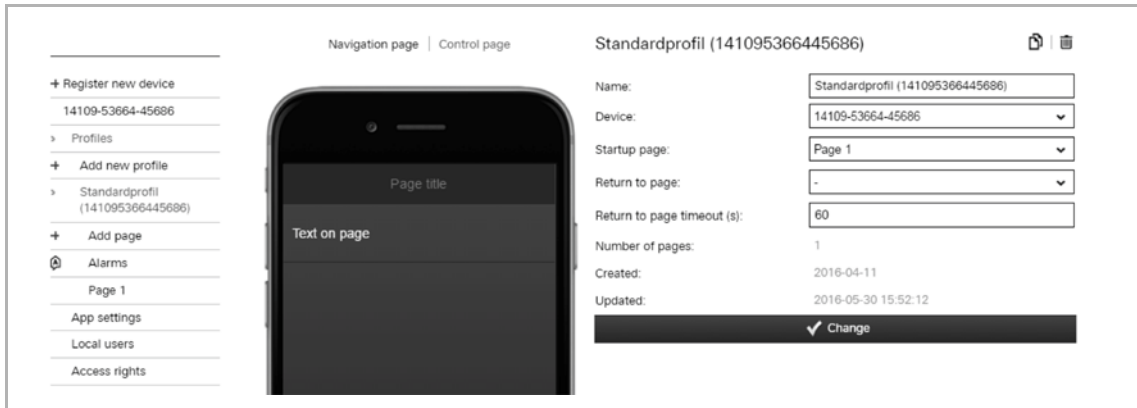 Navigation page | Control page
+ Register new device
14109-53664-45686
› Profiles
+ Add new profile
› Standardprofil
(141095366445686)
+ Add page
Alarms
Page 1
App settings
Local users
Access rights
Page title
Text on page
Standardprofil (141095366445686)
Name: Standardprofil (141095366445686)
Device: 14109-53664-45686
Startup page: Page 1
Return to page: -
Return to page timeout (s): 60
Number of pages: 1
Created: 2016-04-11
Updated: 2016-05-30 15:52:12
Change